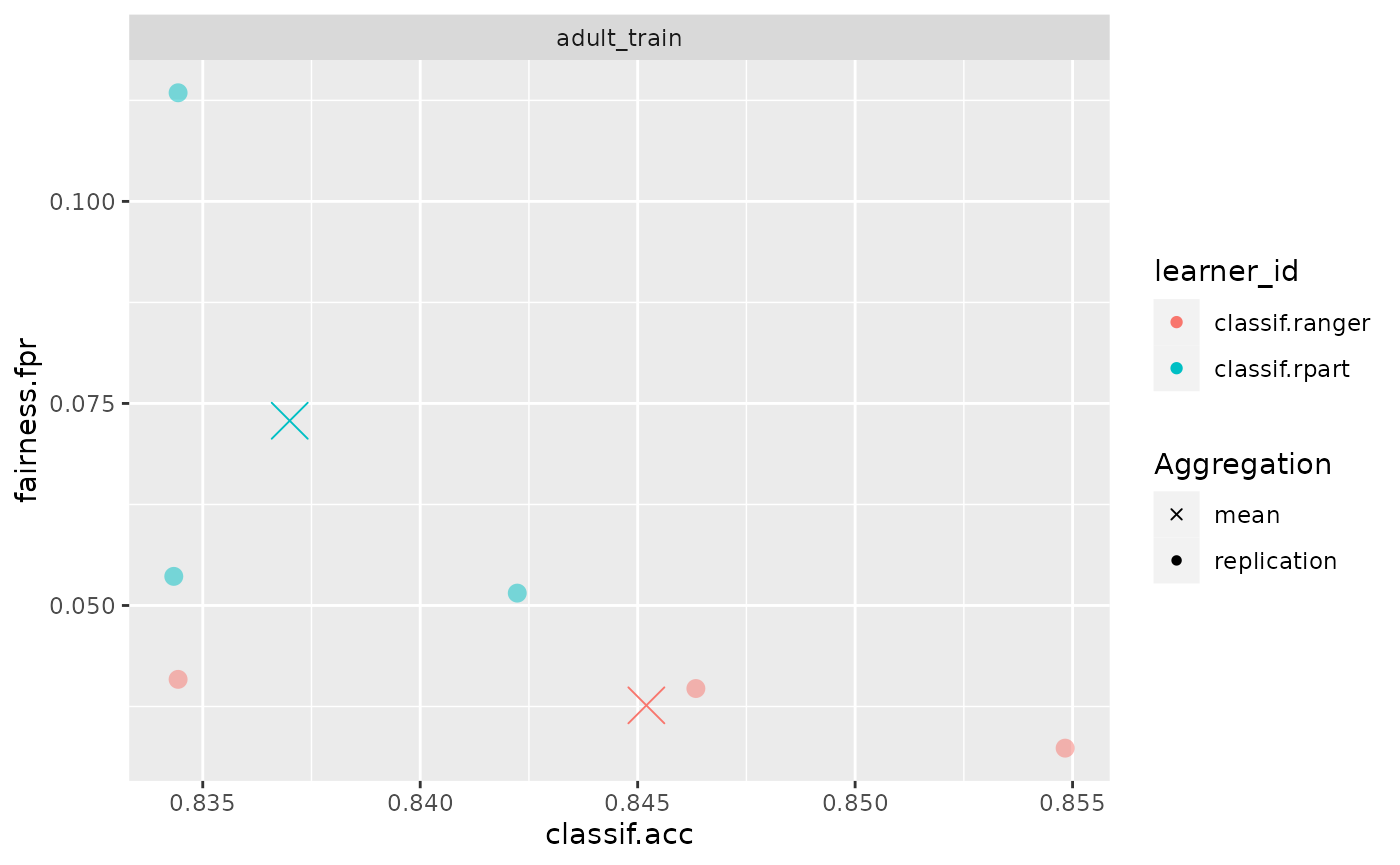 adult_train
0.100
0.075
0.050
fairness.fpr
0.835
0.840
0.845
0.850
0.855
classif.acc
learner_id
classif.ranger
classif.rpart
Aggregation
mean
replication